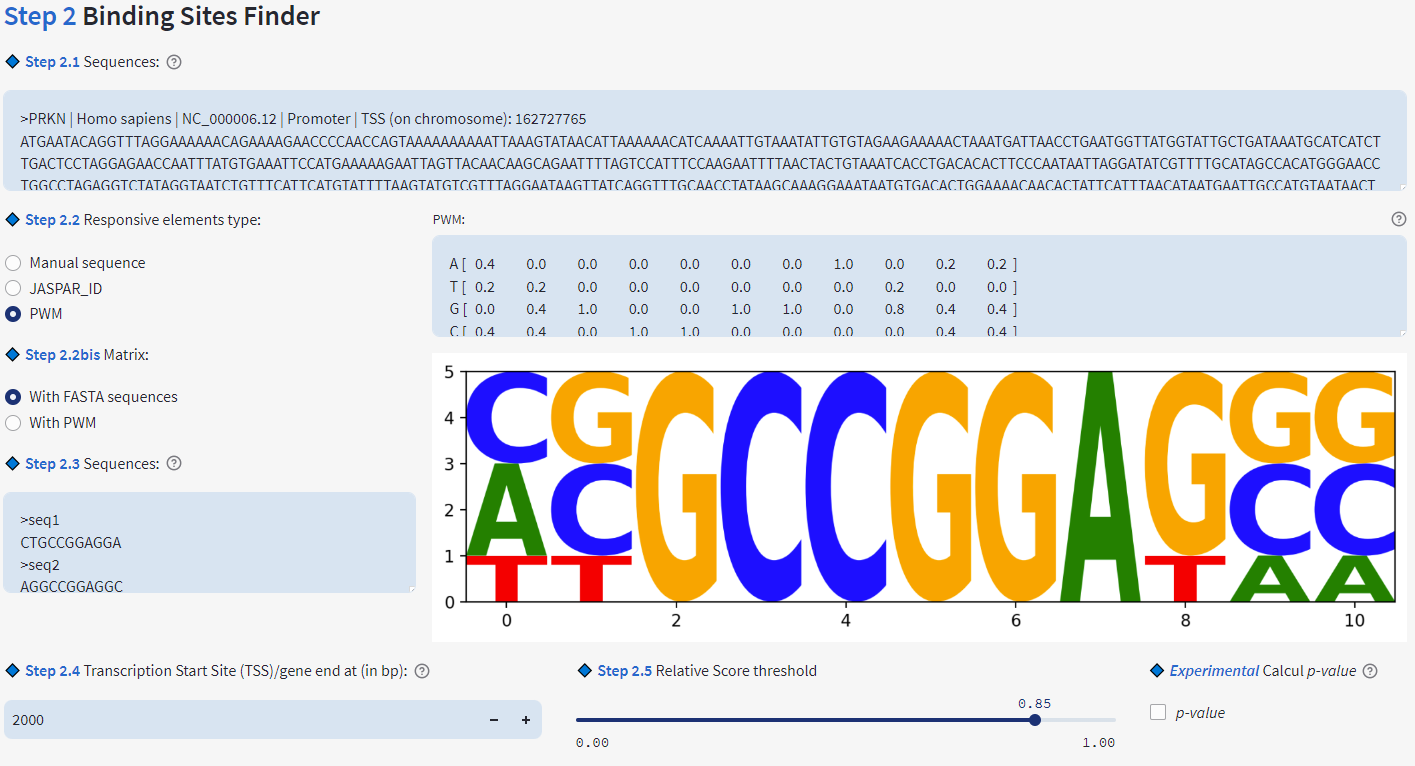 Step 2 Binding Sites Finder
Step 2.1 Sequences: ?
>PRKN | Homo sapiens | NC_000006.12 | Promoter | TSS (on chromosome): 162727765
ATGAATACAGGTTTAGGAAAAAACAGAAAAGAACCCCAACCAGTAAAAAAAAAATTAAAGTATAACATTAAAAAACATCAAAATTGTAAATATTGTGTAGAAGAAAAACTAAATGATTAACCTGAATGGTTATGGTATTGCTGATAAATGCATCATCT
TGACTCCTAGGAGAACCAATTTATGTGAAATTCCATGAAAAAGAATTAGTTACAACAAGCAGAATTTTAGTCCATTTCCAAGAATTTTAACTACTGTAAATCACCTGACACACTTCCCAATAATTAGGATATCGTTTTGCATAGCCACATGGGAACC
TGGCCTAGAGGTCTATAGGTAATCTGTTTCATTCATGTATTTTAAGTATGTCGTTTAGGAATAAGTTATCAGGTTTGCAACCTATAAGCAAAGGAAATAATGTGACACTGGAAAACAACACTATTCATTTAACATAATGAATTGCCATGTAATAACT
Step 2.2 Responsive elements type:
Manual sequence
JASPAR_ID
PWM
PWM: ?
A [ 0.4 0.0 0.0 0.0 0.0 0.0 0.0 1.0 0.0 0.2 0.2 ]
T [ 0.2 0.2 0.0 0.0 0.0 0.0 0.0 0.0 0.2 0.0 0.0 ]
G [ 0.0 0.4 1.0 0.0 0.0 1.0 1.0 0.0 0.8 0.4 0.4 ]
C [ 0.4 0.4 0.0 1.0 1.0 0.0 0.0 0.0 0.0 0.4 0.4 ]
Step 2.2bis Matrix:
With FASTA sequences
With PWM
Step 2.3 Sequences: ?
>seq1
CTGCCGGAGGA
>seq2
AGGCCGGAGGC
5
4
3
2
1
0
CGGCCGGAGGG
ACCC
TTTAA
0 2 4 6 8 10
Step 2.4 Transcription Start Site (TSS)/gene end at (in bp): ?
2000 − +
Step 2.5 Relative Score threshold
0.85
0.00 1.00
Experimental Calcul p-value ?
p-value